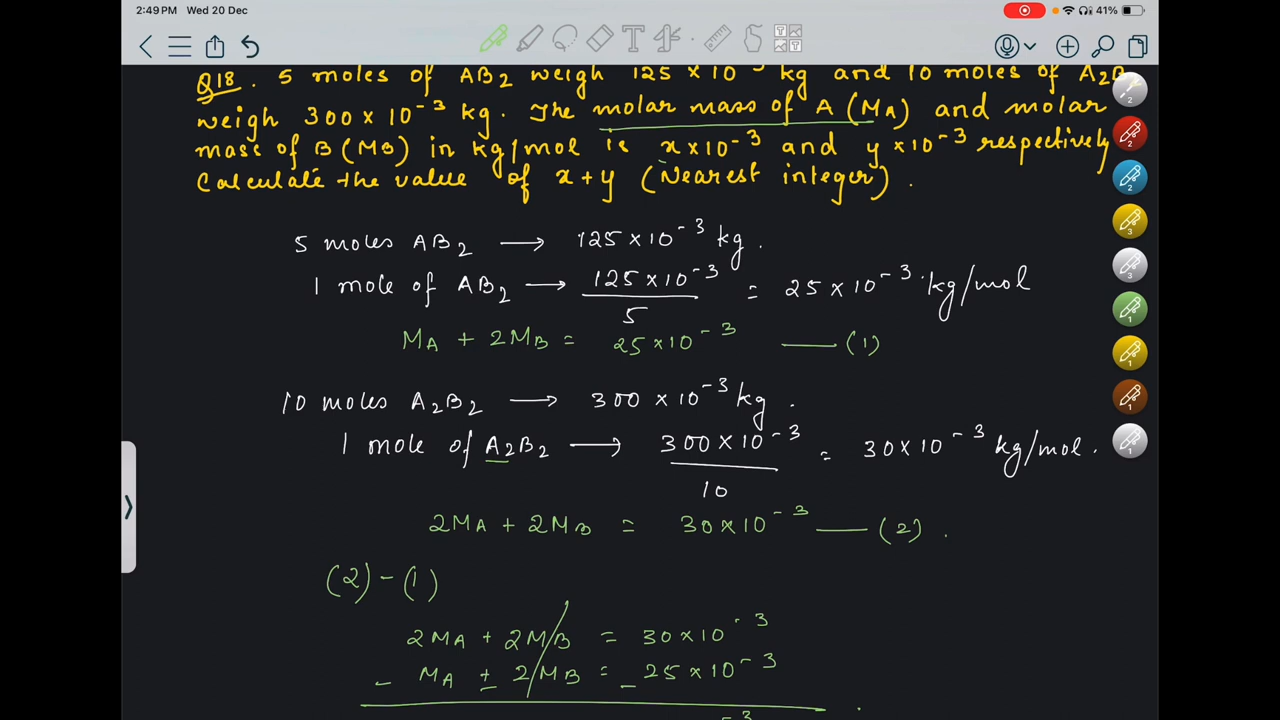 2:49 PM Wed 20 Dec
41%
Q18. 5 moles of AB₂ weigh 125 × 10⁻³ kg and 10 moles of A₂B
weigh 300 × 10⁻³ kg. The molar mass of A (MA) and molar
mass of B (MB) in kg/mol is x × 10⁻³ and y × 10⁻³ respectively
Calculate the value of x + y (Nearest integer).
5 moles AB₂ → 125 × 10⁻³ kg.
1 mole of AB₂ → 125 × 10⁻³ / 5 = 25 × 10⁻³ kg/mol
MA + 2MB = 25 × 10⁻³ —— (1)
10 moles A₂B₂ → 300 × 10⁻³ kg.
1 mole of A₂B₂ → 300 × 10⁻³ / 10 = 30 × 10⁻³ kg/mol.
2MA + 2MB = 30 × 10⁻³ —— (2).
(2) - (1)
2MA + 2MB = 30 × 10⁻³
- MA ± 2MB = - 25 × 10⁻³